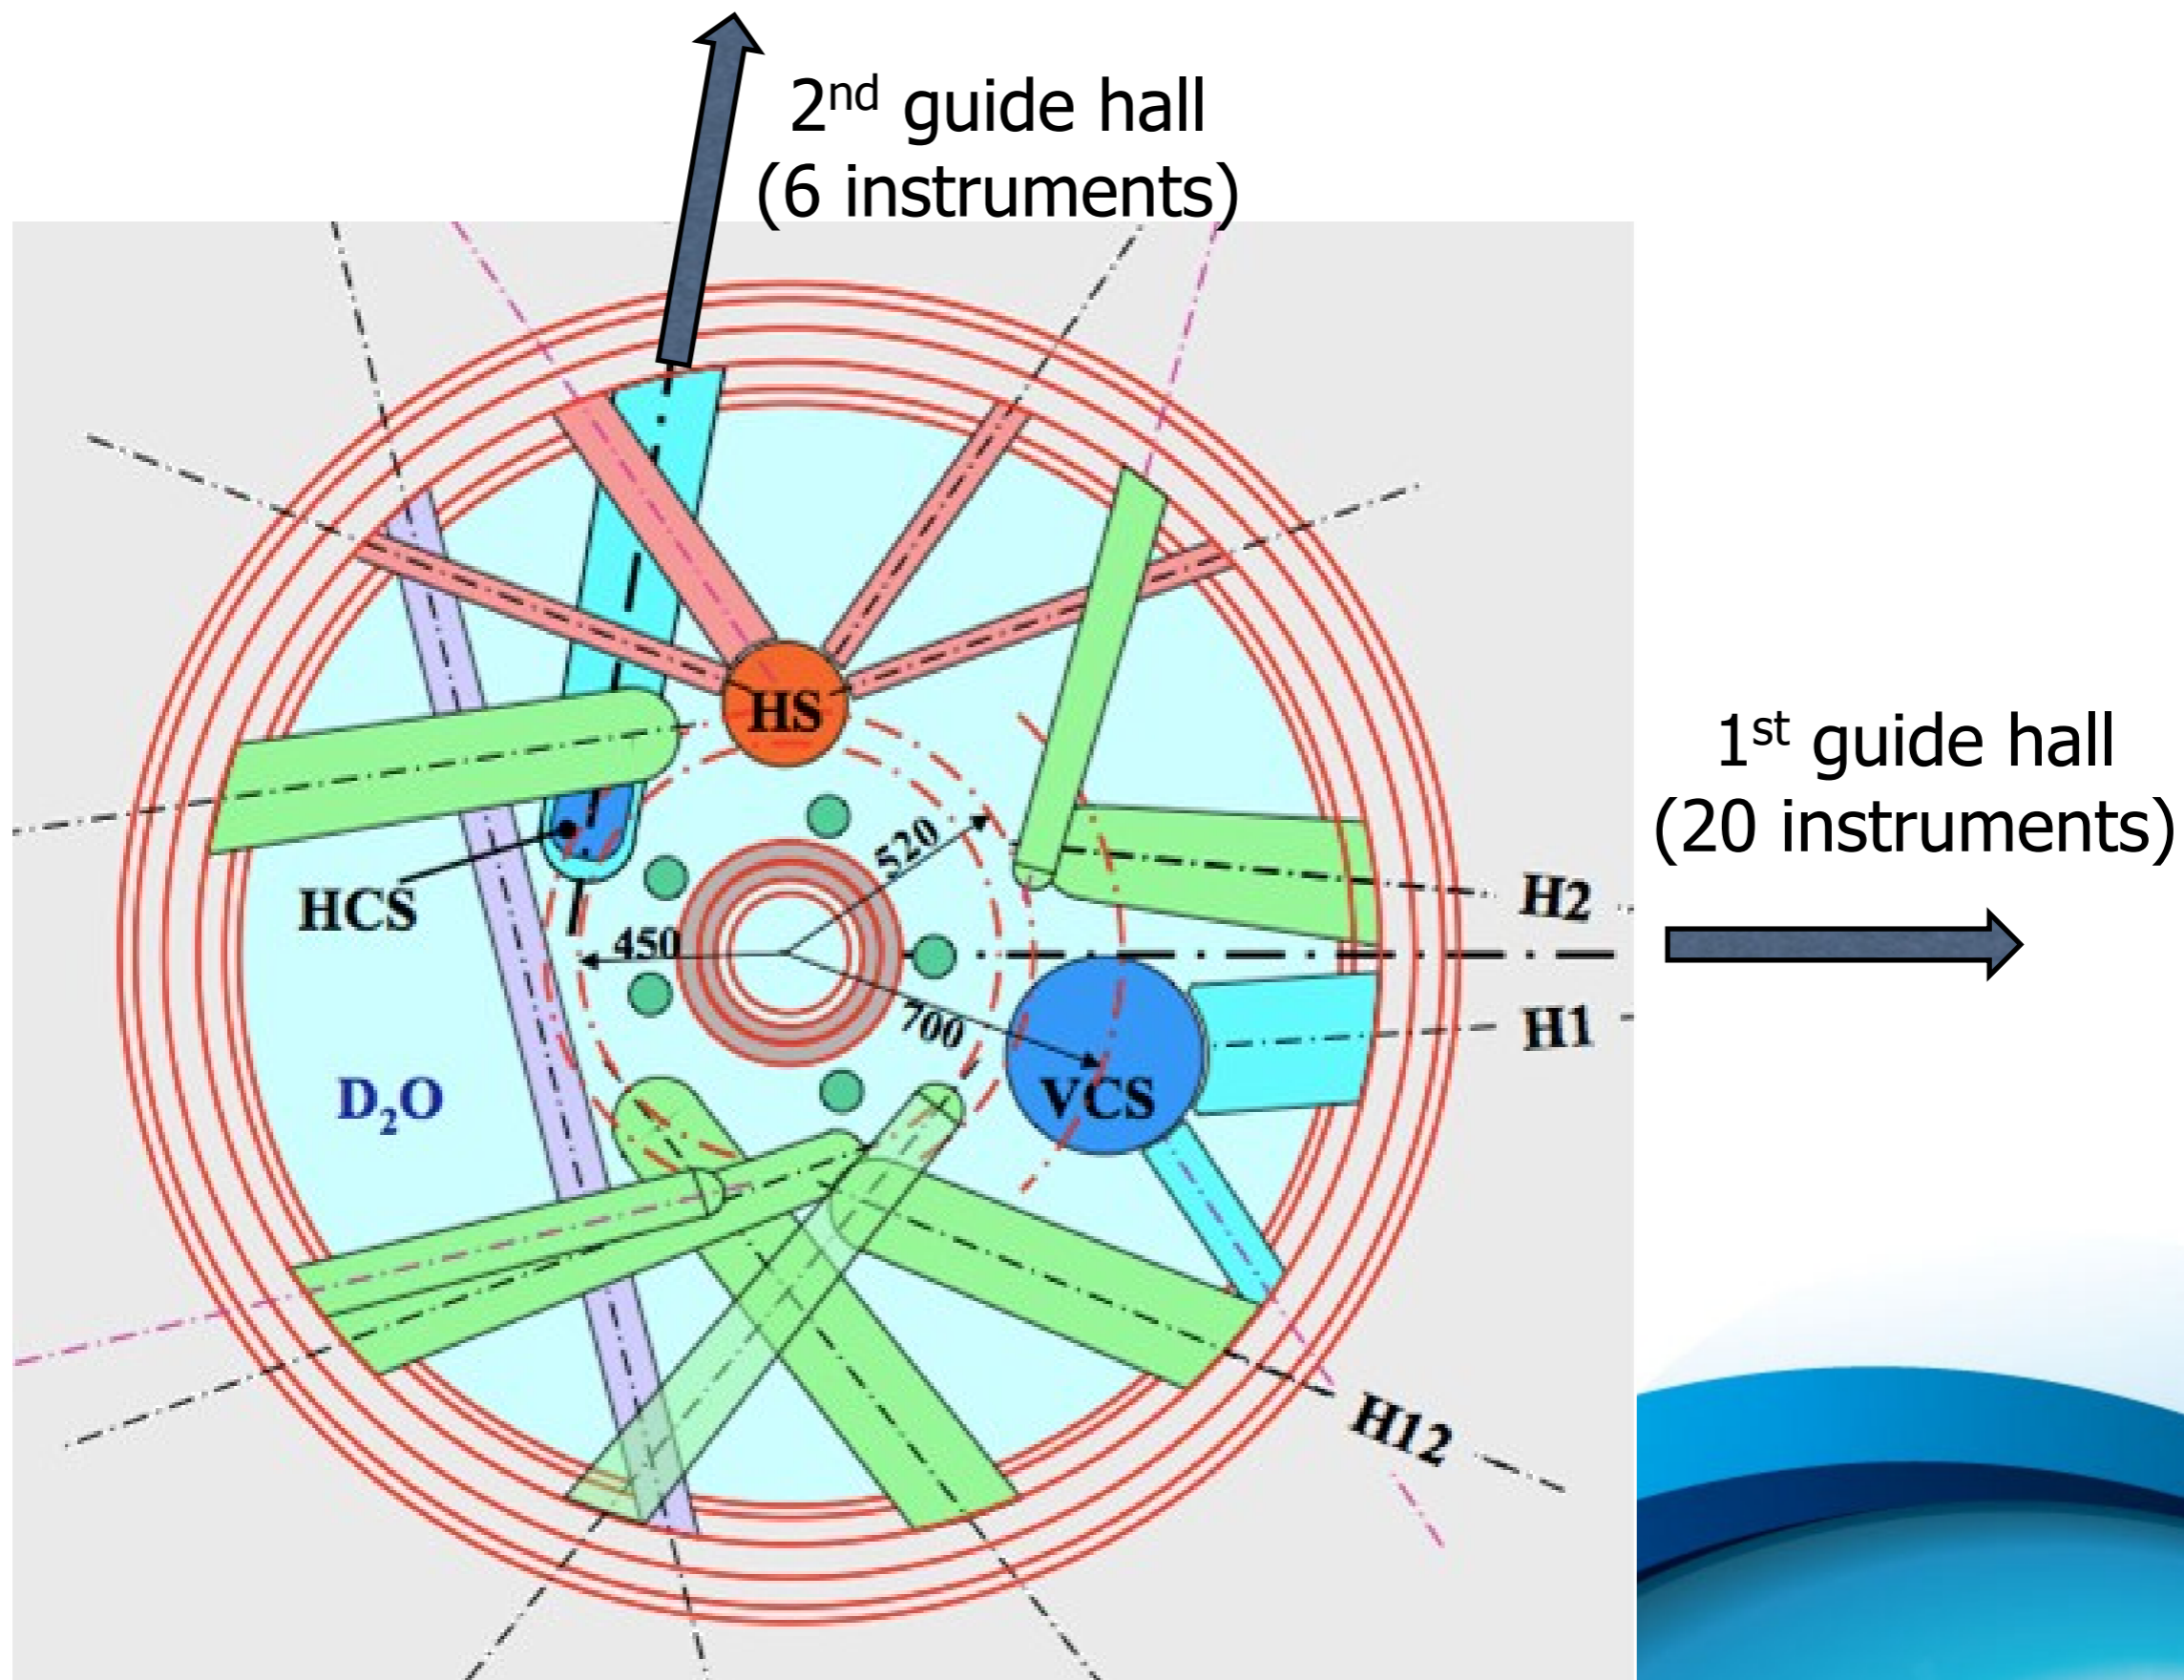 2nd guide hall
(6 instruments)
HS
1st guide hall
(20 instruments)
520
HCS
H2
450
700
H1
VCS
D₂O
H12